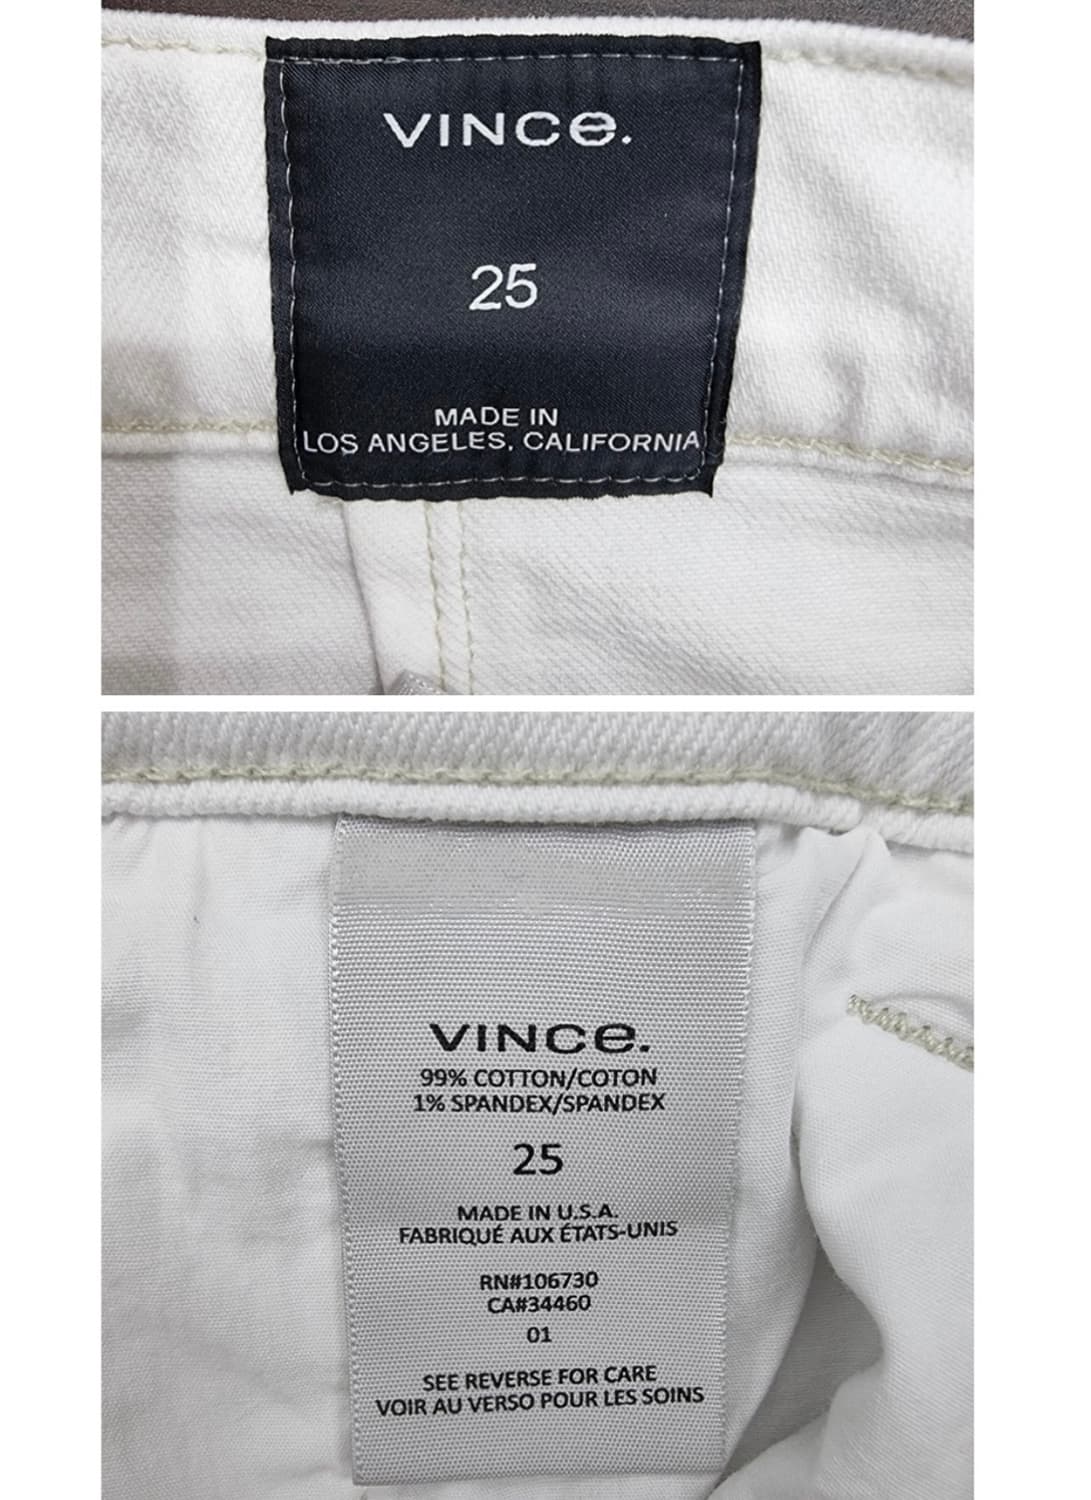 VINCe.
25
MADE IN
LOS ANGELES, CALIFORNIA
VINCe.
99% COTTON/COTON
1% SPANDEX/SPANDEX
25
MADE IN U.S.A.
FABRIQUÉ AUX ÉTATS-UNIS
RN#106730
CA#34460
01
SEE REVERSE FOR CARE
VOIR AU VERSO POUR LES SOINS